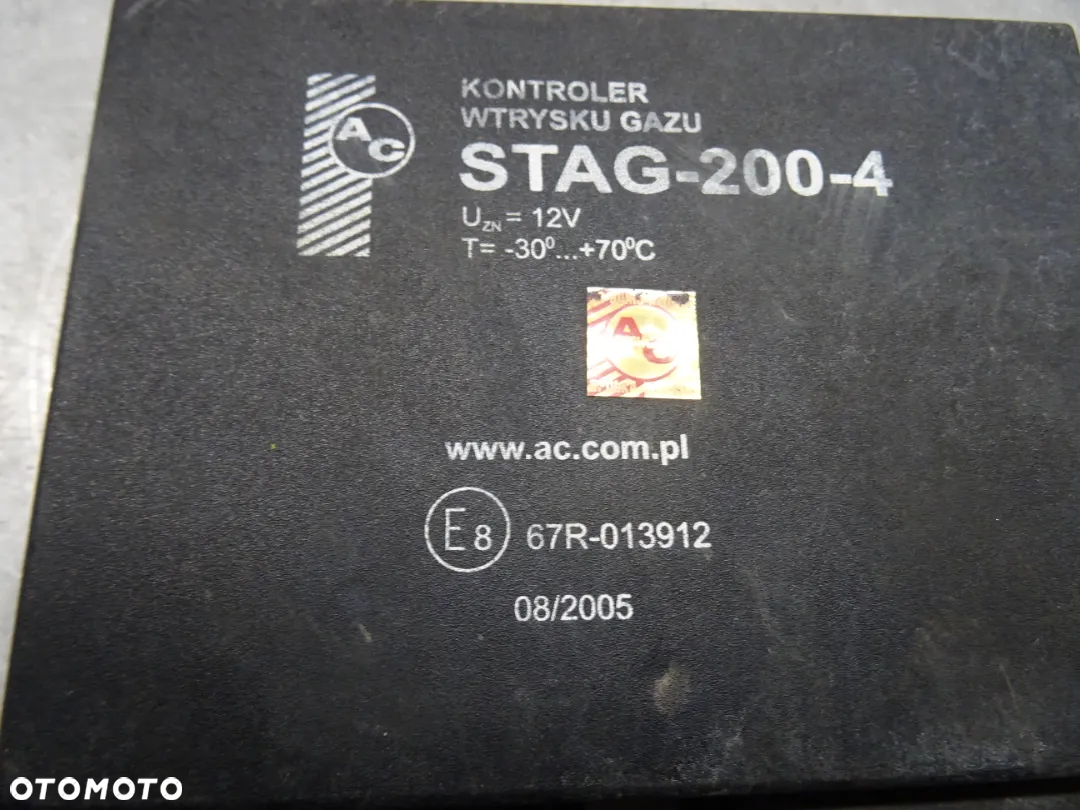 AC
KONTROLER
WTRYSKU GAZU
STAG-200-4
UZN = 12V
T= -30⁰...+70⁰C
AC
www.ac.com.pl
E8 67R-013912
08/2005
OTOMOTO